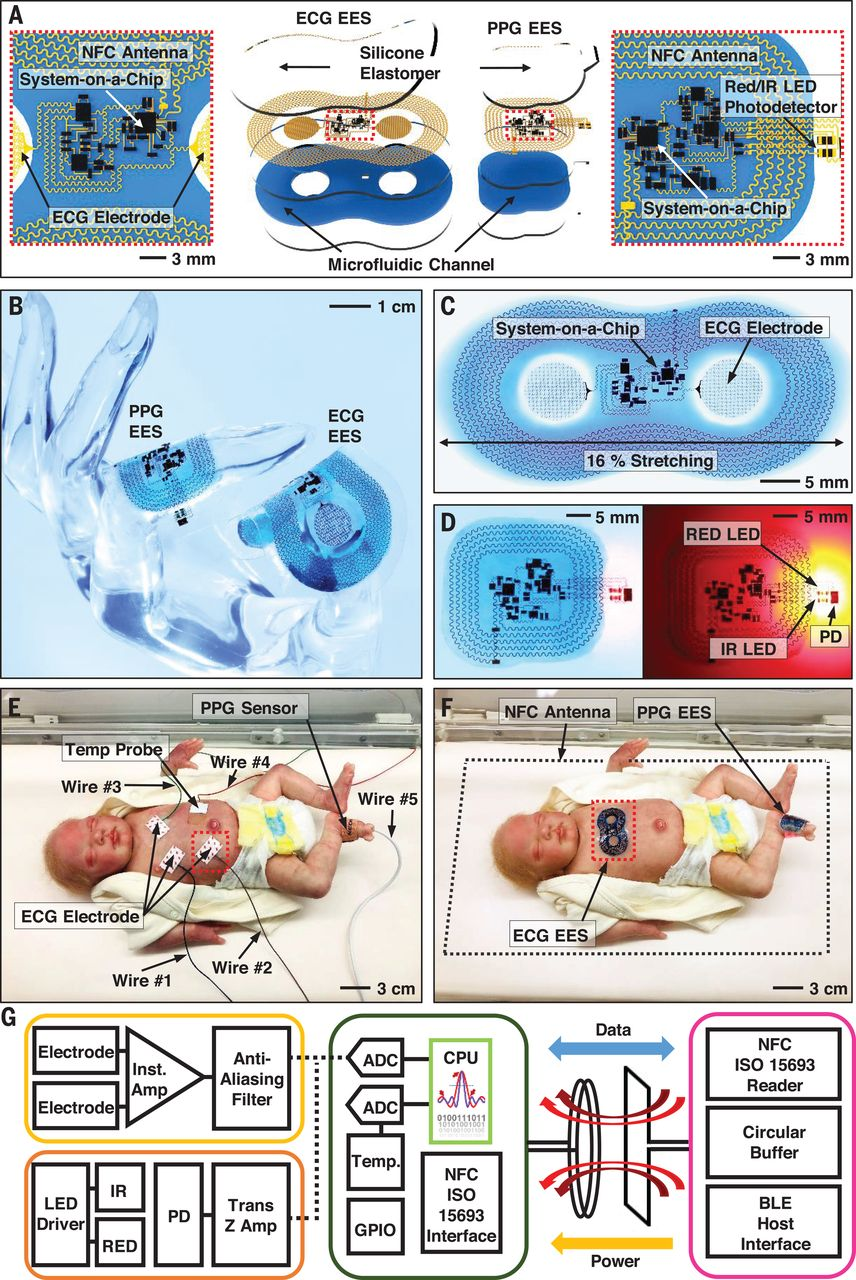 A
NFC Antenna
System-on-a-Chip
ECG Electrode
3 mm
ECG EES
PPG EES
Silicone
Elastomer
Microfluidic Channel
NFC Antenna
Red/IR LED
Photodetector
System-on-a-Chip
3 mm
B
1 cm
PPG
EES
ECG
EES
C
System-on-a-Chip
ECG Electrode
16 % Stretching
5 mm
D
5 mm
5 mm
RED LED
IR LED
PD
E
PPG Sensor
Temp Probe
Wire #4
Wire #3
Wire #5
ECG Electrode
Wire #1
Wire #2
3 cm
F
NFC Antenna
PPG EES
ECG EES
3 cm
G
Electrode
Electrode
Inst.
Amp
Anti-
Aliasing
Filter
LED
Driver
IR
RED
PD
Trans
Z Amp
ADC
ADC
Temp.
GPIO
CPU
0100111011
10101001001
NFC
ISO
15693
Interface
Data
Power
NFC
ISO 15693
Reader
Circular
Buffer
BLE
Host
Interface